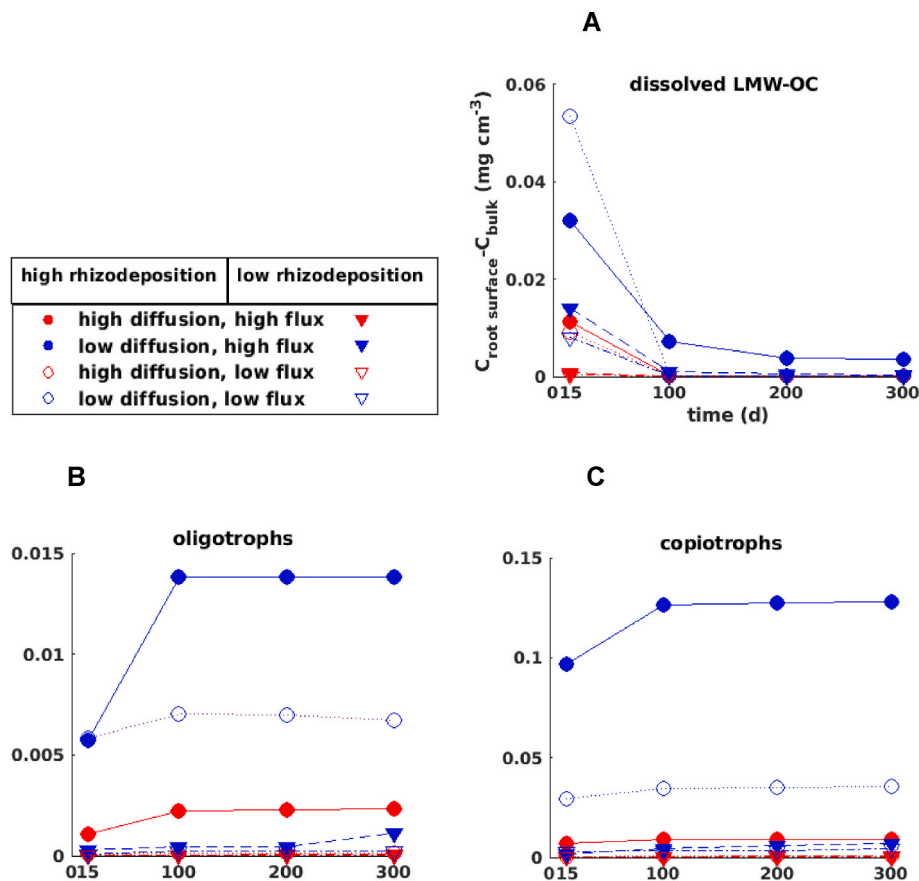 A
dissolved LMW-OC
C root surface-C bulk (mg cm-3)
0.06
0.04
0.02
0
015 100 200 300
time (d)
high rhizodeposition low rhizodeposition
high diffusion, high flux
low diffusion, high flux
high diffusion, low flux
low diffusion, low flux
B
oligotrophs
0.015
0.01
0.005
0
015 100 200 300
C
copiotrophs
0.15
0.1
0.05
0
015 100 200 300